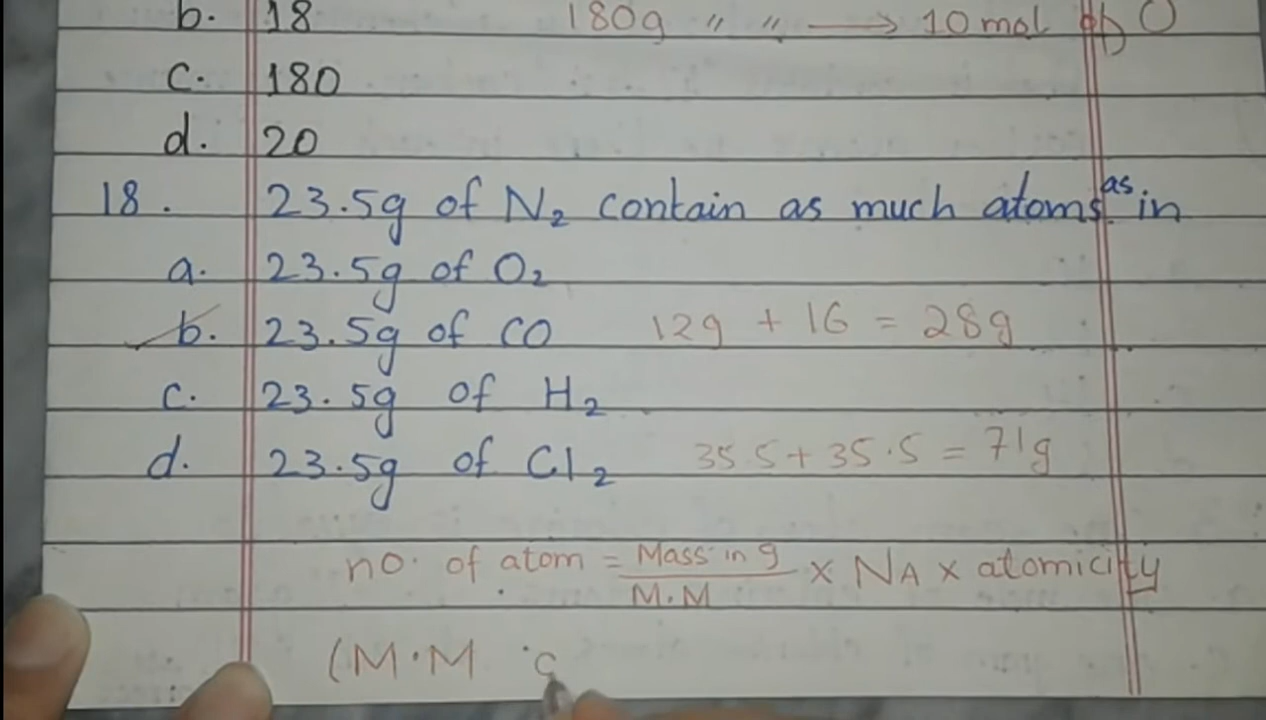 b. 18 180g " " → 10 mol of O
c. 180
d. 20
18. 23.5g of N₂ contain as much atoms as in
a. 23.5g of O₂
b. 23.5g of CO 12g + 16 = 28g
c. 23.5g of H₂
d. 23.5g of Cl₂ 35.5 + 35.5 = 71g
no. of atom = Mass in g / M.M × NA × atomicity
(M.M